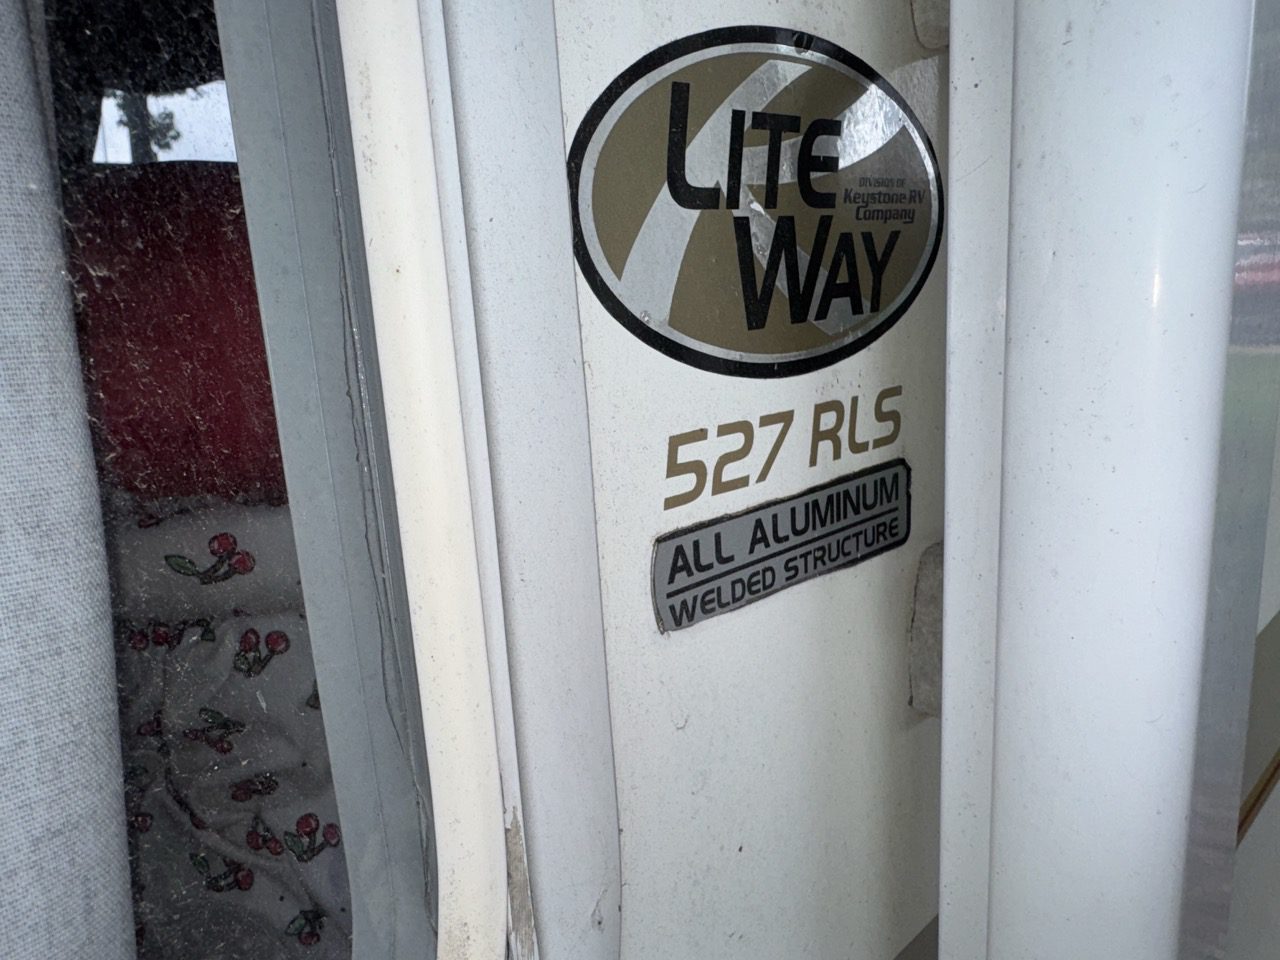 LITE
DIVISION OF
Keystone RV
Company
WAY
527 RLS
ALL ALUMINUM
WELDED STRUCTURE